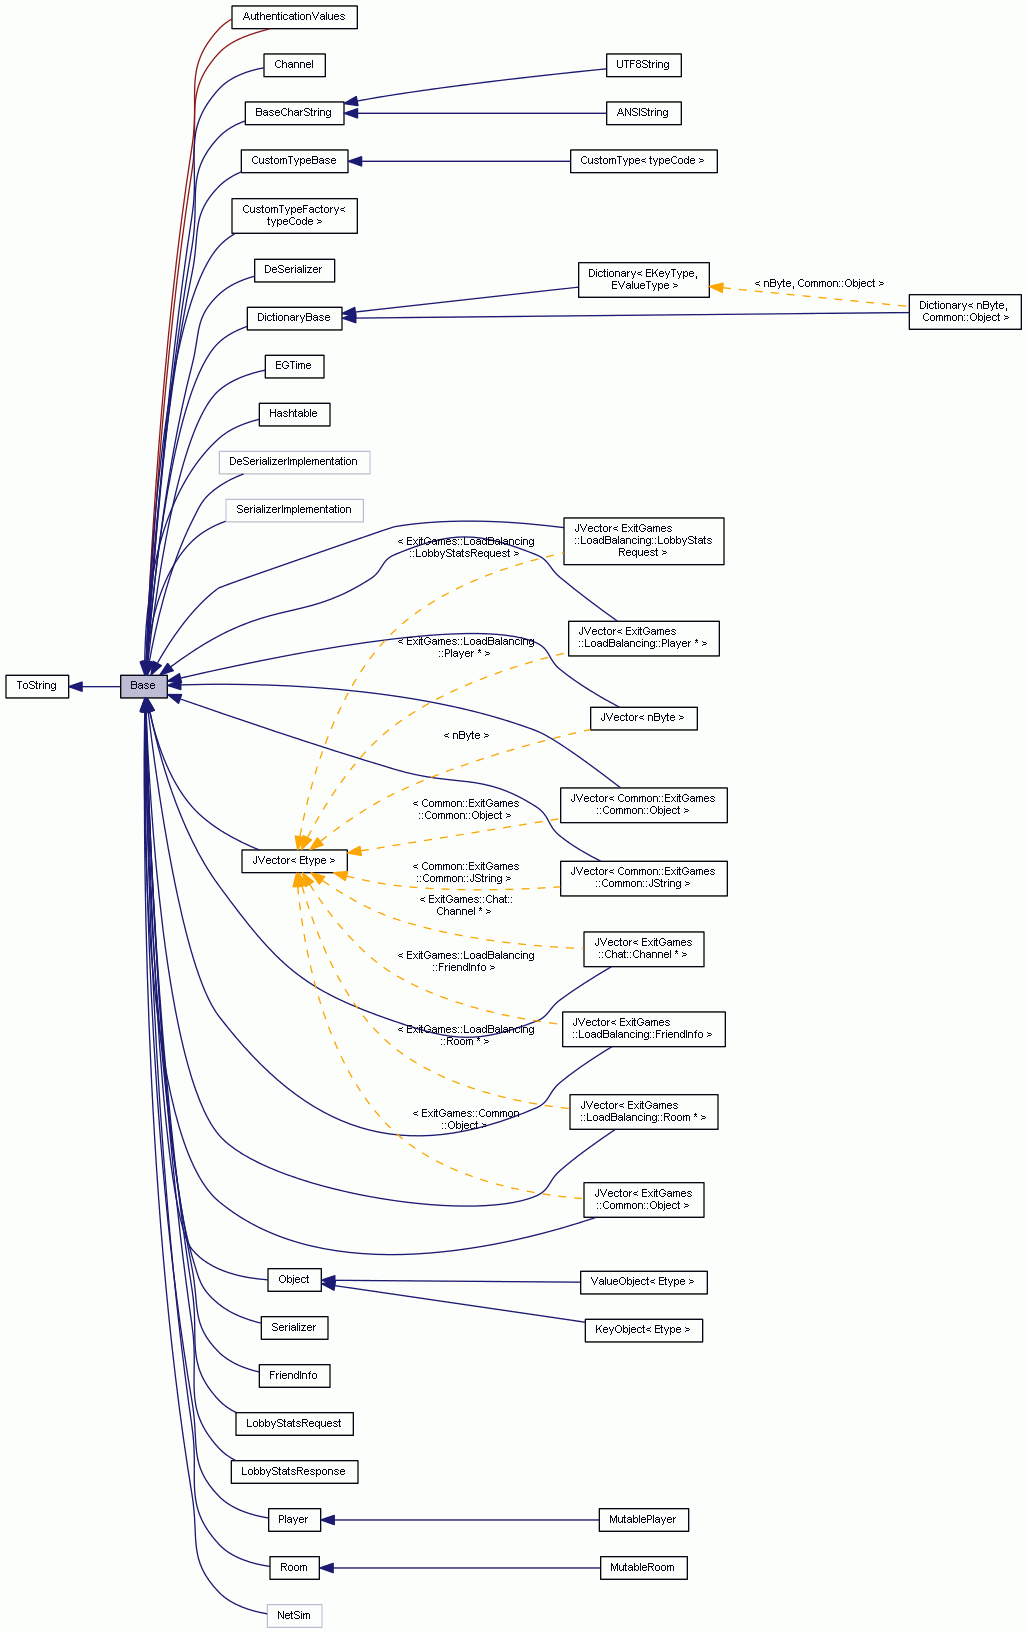 AuthenticationValues
Channel
UTF8String
BaseCharString
ANSIString
CustomTypeBase
CustomType< typeCode >
CustomTypeFactory<
typeCode >
DeSerializer
Dictionary< EKeyType,
EValueType >
< nByte, Common::Object >
Dictionary< nByte,
Common::Object >
DictionaryBase
EGTime
Hashtable
DeSerializerImplementation
SerializerImplementation
JVector< ExitGames
::LoadBalancing::LobbyStats
Request >
< ExitGames::LoadBalancing
::LobbyStatsRequest >
JVector< ExitGames
::LoadBalancing::Player * >
< ExitGames::LoadBalancing
::Player * >
ToString
Base
JVector< nByte >
< nByte >
JVector< Common::ExitGames
::Common::Object >
< Common::ExitGames
::Common::Object >
JVector< Etype >
JVector< Common::ExitGames
::Common::JString >
< Common::ExitGames
::Common::JString >
< ExitGames::Chat::
Channel * >
JVector< ExitGames
::Chat::Channel * >
< ExitGames::LoadBalancing
::FriendInfo >
JVector< ExitGames
::LoadBalancing::FriendInfo >
< ExitGames::LoadBalancing
::Room * >
JVector< ExitGames
::LoadBalancing::Room * >
< ExitGames::Common
::Object >
JVector< ExitGames
::Common::Object >
Object
ValueObject< Etype >
Serializer
KeyObject< Etype >
FriendInfo
LobbyStatsRequest
LobbyStatsResponse
Player
MutablePlayer
Room
MutableRoom
NetSim